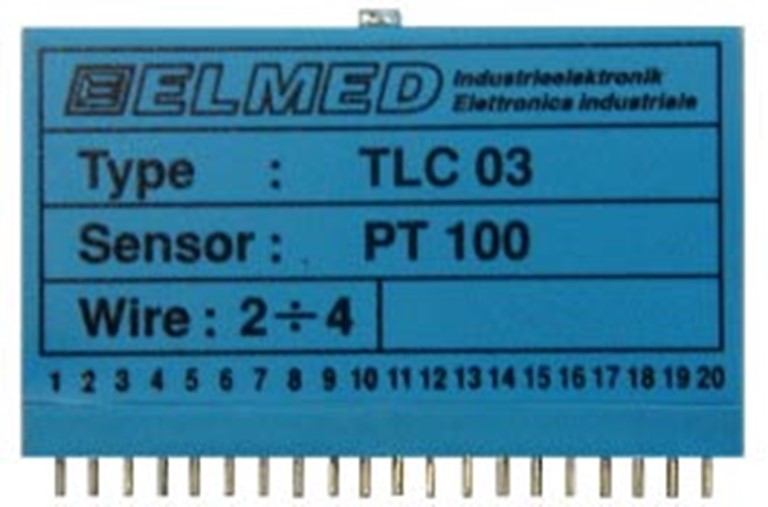 ELMED Industrieelektronik
Elettronica industriale
Type : TLC 03
Sensor : PT 100
Wire : 2÷4
1 2 3 4 5 6 7 8 9 10 11 12 13 14 15 16 17 18 19 20